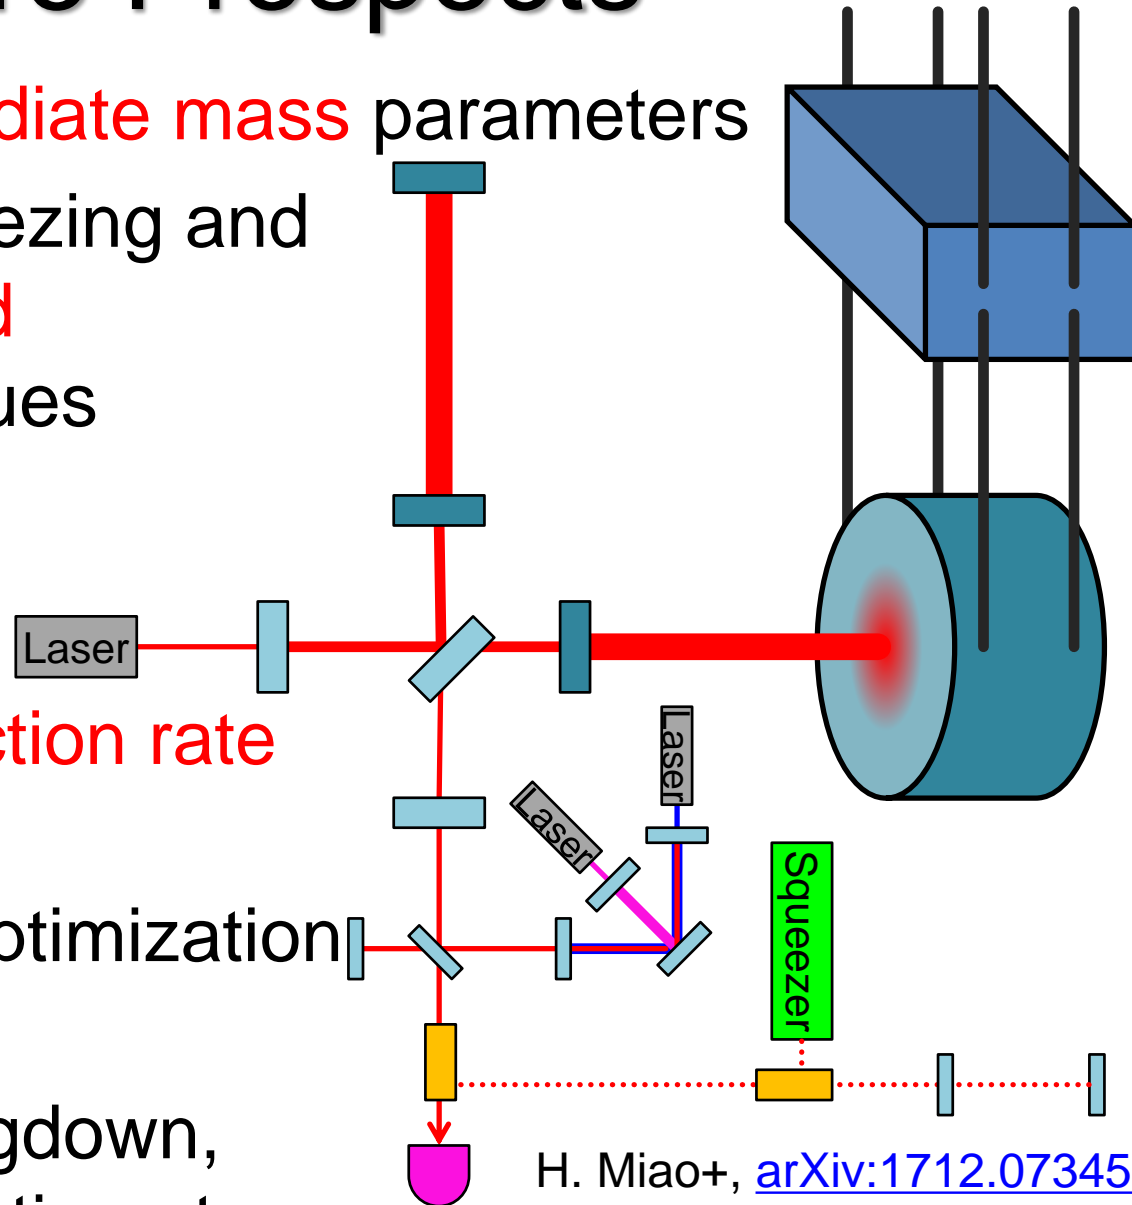 diate mass parameters
ezing and
d
ues
Laser
ction rate
Laser
Laser
Squeezer
ptimization
gdown,
H. Miao+, arXiv:1712.07345